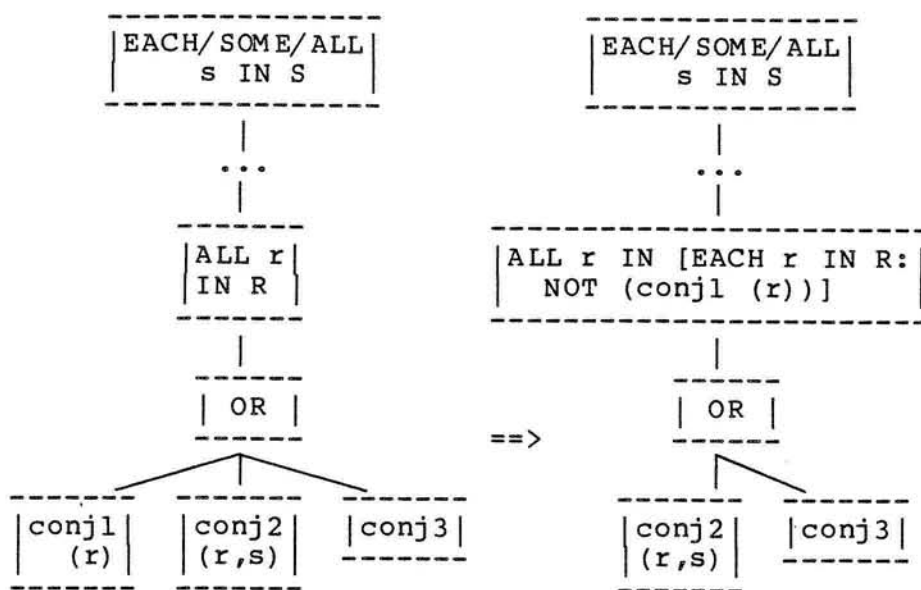 EACH/SOME/ALL
s IN S
...
ALL r
IN R
OR
conj1
(r)
conj2
(r,s)
conj3
==>
EACH/SOME/ALL
s IN S
...
ALL r IN [EACH r IN R:
NOT (conj1 (r))]
OR
conj2
(r,s)
conj3